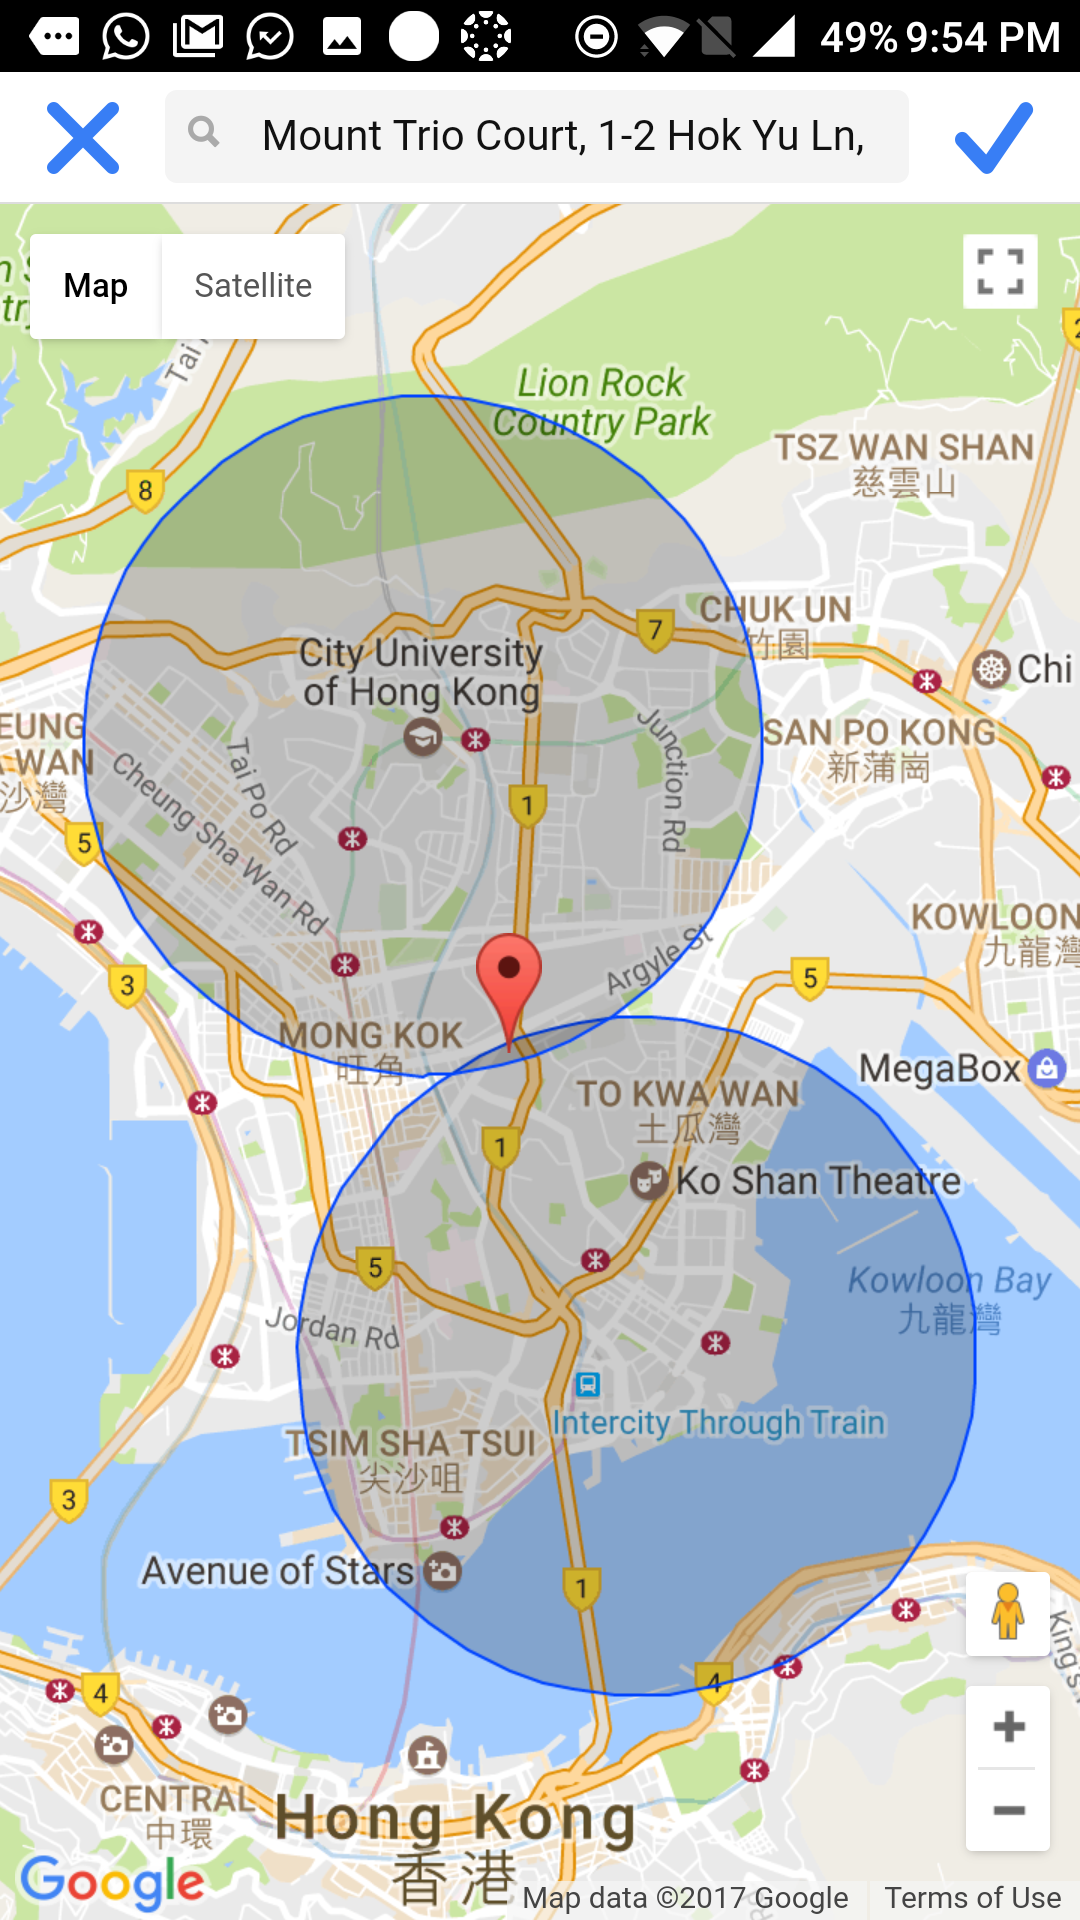 49% 9:54 PM
Mount Trio Court, 1-2 Hok Yu Ln,
Map
Satellite
Tai
Lion Rock
Country Park
TSZ WAN SHAN
慈雲山
8
2
CHUK UN
竹園
7
City University
of Hong Kong
Chi
EUNG
WAN
沙灣
SAN PO KONG
新蒲崗
Junction Rd
Tai Po Rd
Cheung Sha Wan Rd
1
5
KOWLOON
九龍灣
Argyle St
3
5
MONG KOK
旺角
MegaBox
TO KWA WAN
土瓜灣
1
Ko Shan Theatre
5
Kowloon Bay
九龍灣
Jordan Rd
Intercity Through Train
TSIM SHA TSUI
尖沙咀
3
Avenue of Stars
1
King's
4
4
CENTRAL
中環
Hong Kong
香港
Google
Map data ©2017 Google
Terms of Use